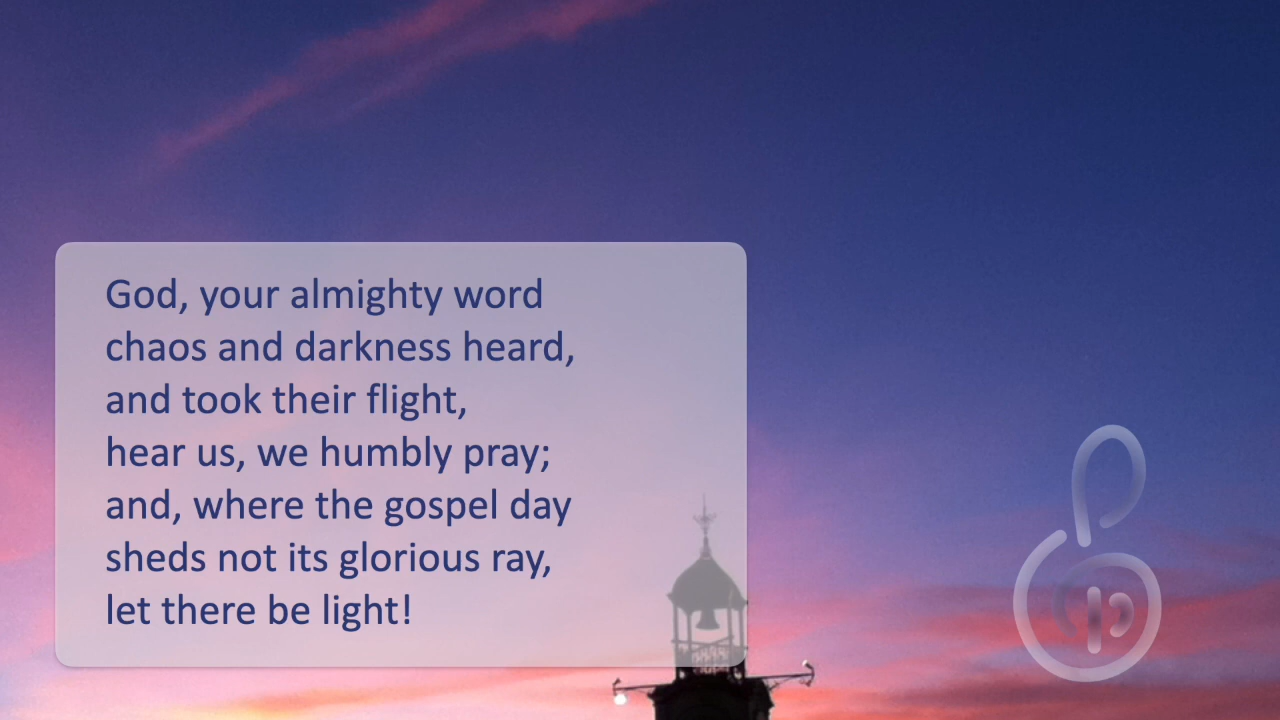 God, your almighty word
chaos and darkness heard,
and took their flight,
hear us, we humbly pray;
and, where the gospel day
sheds not its glorious ray,
let there be light!